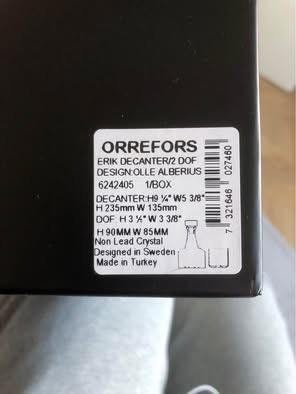 ORREFORS
ERIK DECANTER/2 DOF
DESIGN:OLLE ALBERIUS
6242405 1/BOX
DECANTER:H9 ¼" W5 3/8"
H 235mm W 135mm
DOF: H 3 ½" W 3 3/8"
H 90MM W 85MM
Non Lead Crystal
Designed in Sweden
Made in Turkey
7 321646 027460